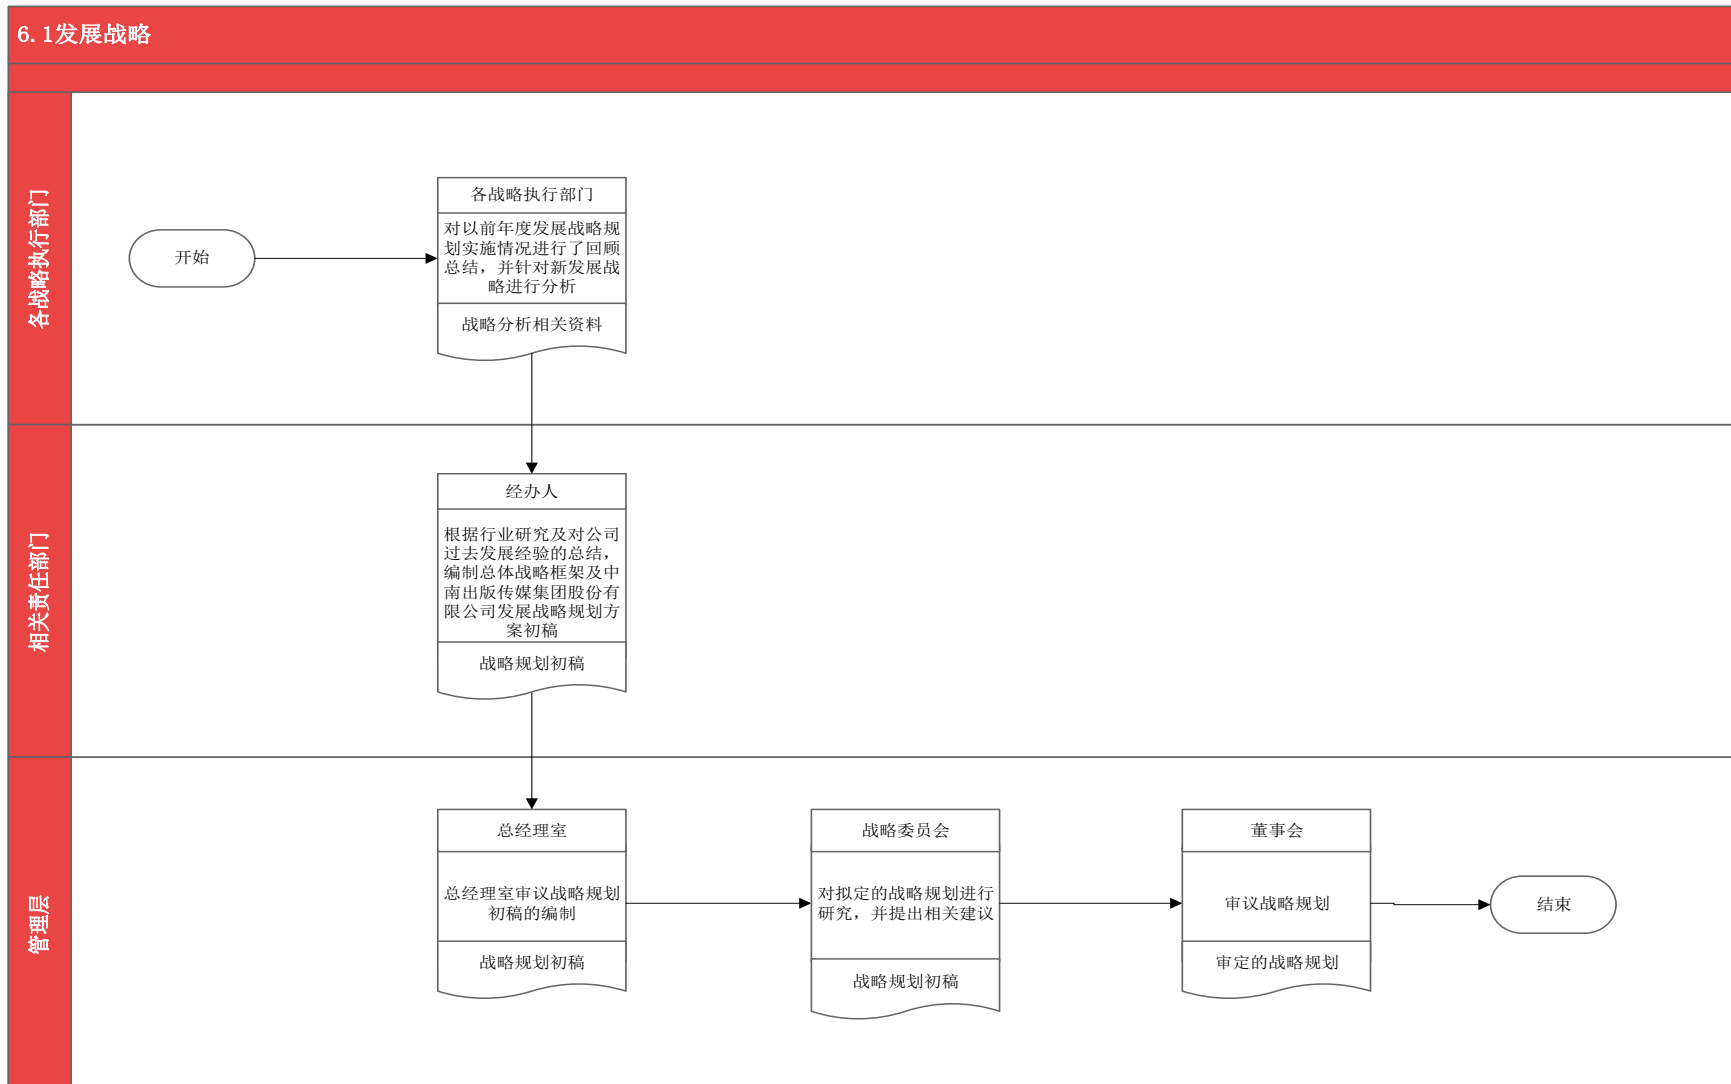 6.1发展战略
各战略执行部门
开始
各战略执行部门
对以前年度发展战略规
划实施情况进行了回顾
总结，并针对新发展战
略进行分析
战略分析相关资料
相关责任部门
经办人
根据行业研究及对公司
过去发展经验的总结，
编制总体战略框架及中
南出版传媒集团股份有
限公司发展战略规划方
案初稿
战略规划初稿
管理层
总经理室
总经理室审议战略规划
初稿的编制
战略规划初稿
战略委员会
对拟定的战略规划进行
研究，并提出相关建议
战略规划初稿
董事会
审议战略规划
审定的战略规划
结束